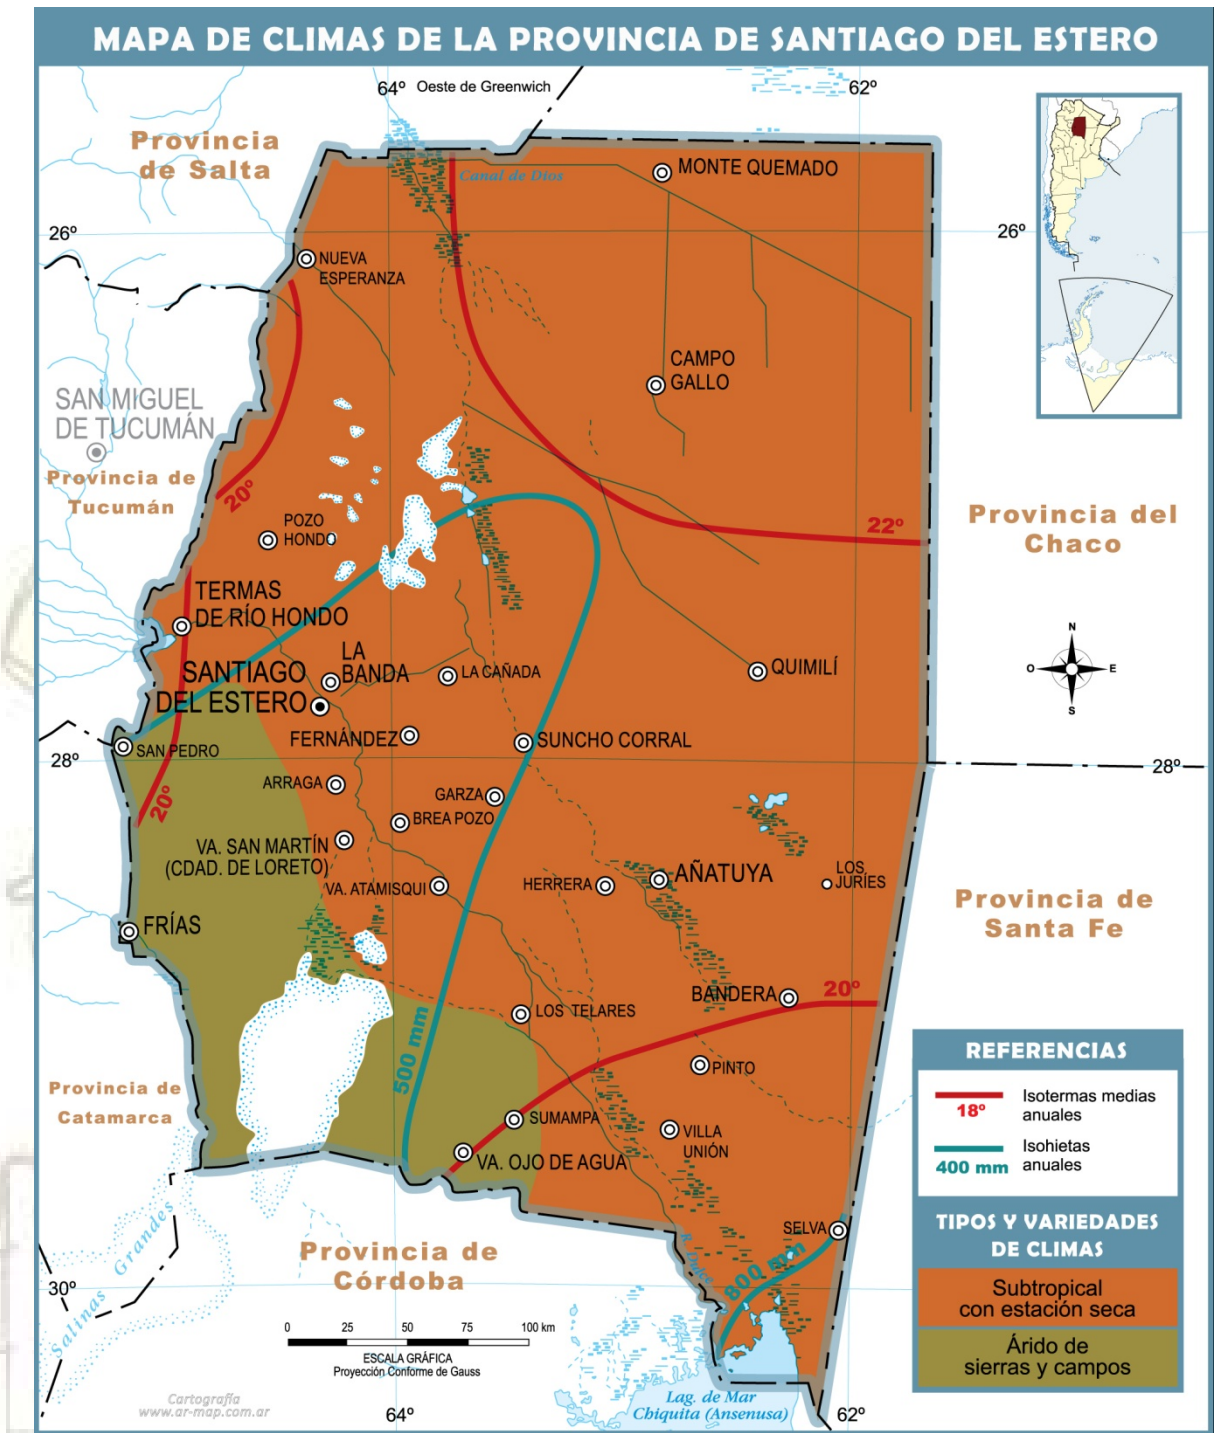 MAPA DE CLIMAS DE LA PROVINCIA DE SANTIAGO DEL ESTERO
64º
Oeste de Greenwich
62º
Provincia
de Salta
Canal de Dios
MONTE QUEMADO
26º
26º
NUEVA
ESPERANZA
CAMPO
GALLO
SAN MIGUEL
DE TUCUMÁN
Provincia de
Tucumán
20º
POZO
HONDO
22º
Provincia del
Chaco
TERMAS
DE RÍO HONDO
N
O
E
S
LA
BANDA
SANTIAGO
DEL ESTERO
LA CAÑADA
QUIMILÍ
SAN PEDRO
FERNÁNDEZ
SUNCHO CORRAL
28º
28º
20º
ARRAGA
GARZA
BREA POZO
VA. SAN MARTÍN
(CDAD. DE LORETO)
VA. ATAMISQUI
HERRERA
AÑATUYA
LOS
JURÍES
FRÍAS
Provincia de
Santa Fe
BANDERA
20º
LOS TELARES
500 mm
PINTO
Provincia de
Catamarca
SUMAMPA
VILLA
UNIÓN
VA. OJO DE AGUA
SELVA
Provincia de
Córdoba
Salinas Grandes
R. Dulce
800 mm
30º
0 25 50 75 100 km
ESCALA GRÁFICA
Proyección Conforme de Gauss
Cartografía
www.ar-map.com.ar
64º
Lag. de Mar
Chiquita (Ansenusa)
62º
REFERENCIAS
18º
Isotermas medias
anuales
400 mm
Isohietas
anuales
TIPOS Y VARIEDADES
DE CLIMAS
Subtropical
con estación seca
Árido de
sierras y campos